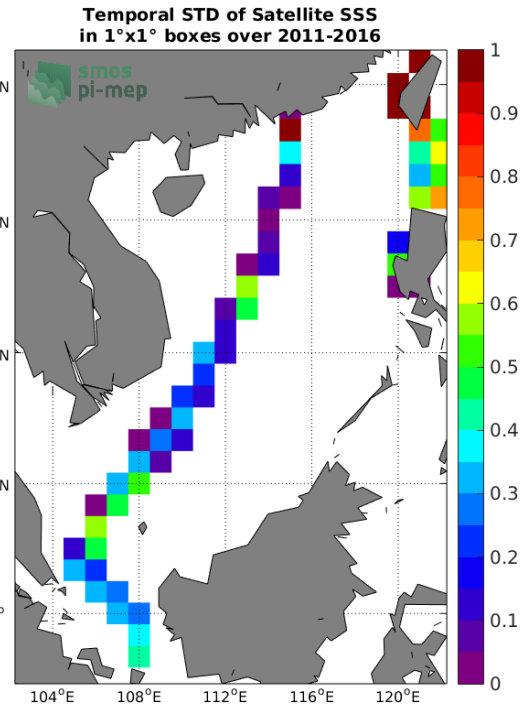 Temporal STD of Satellite SSS
in 1°x1° boxes over 2011-2016
smos
pi-mep
N
N
N
N
°
104°E 108°E 112°E 116°E 120°E
1
0.9
0.8
0.7
0.6
0.5
0.4
0.3
0.2
0.1
0